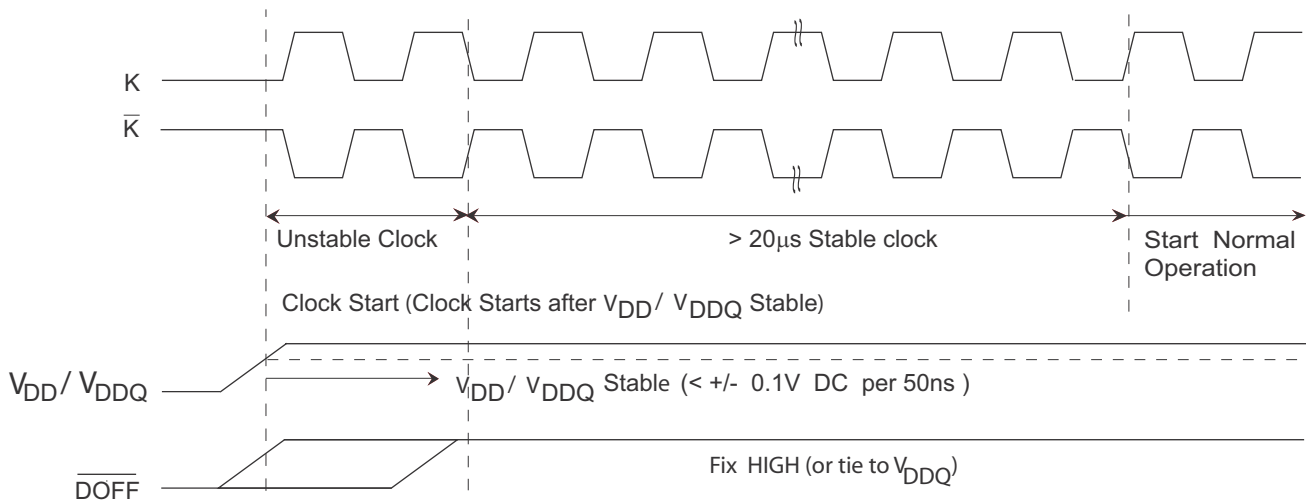 K
K̅
Unstable Clock
> 20μs Stable clock
Start Normal
Operation
Clock Start (Clock Starts after VDD / VDDQ Stable)
VDD / VDDQ
VDD / VDDQ Stable (< +/- 0.1V DC per 50ns )
Fix HIGH (or tie to VDDQ)
D̅O̅F̅F̅